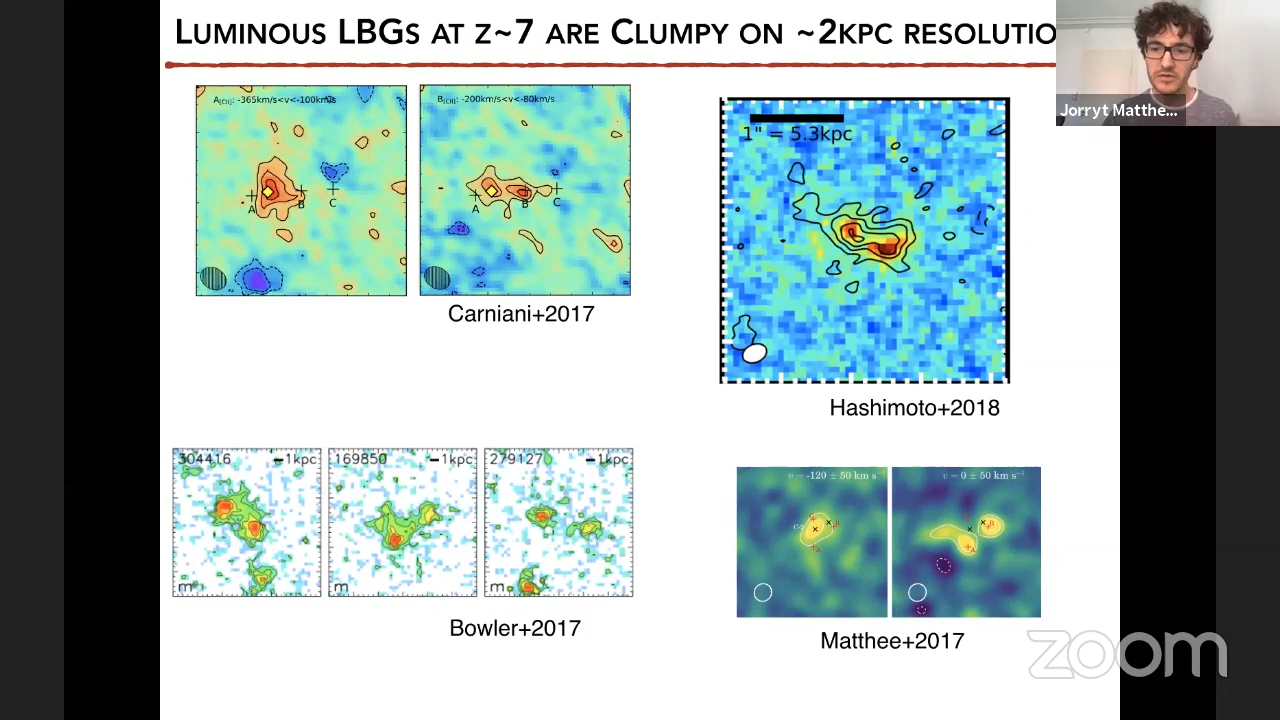 LUMINOUS LBGS AT Z~7 ARE CLUMPY ON ~2KPC RESOLUTIO
Jorryt Matthe...
A[CII]: -365km/s<v<-100km/s
A
B
C
B[CII]: -200km/s<v<-80km/s
A
B
C
Carniani+2017
1" = 5.3kpc
Hashimoto+2018
304416
1kpc
m
169850
1kpc
279127
1kpc
m
Bowler+2017
v = -120 ± 50 km s⁻¹
B
A
v = 0 ± 50 km s⁻¹
B
A
Matthee+2017
zoom